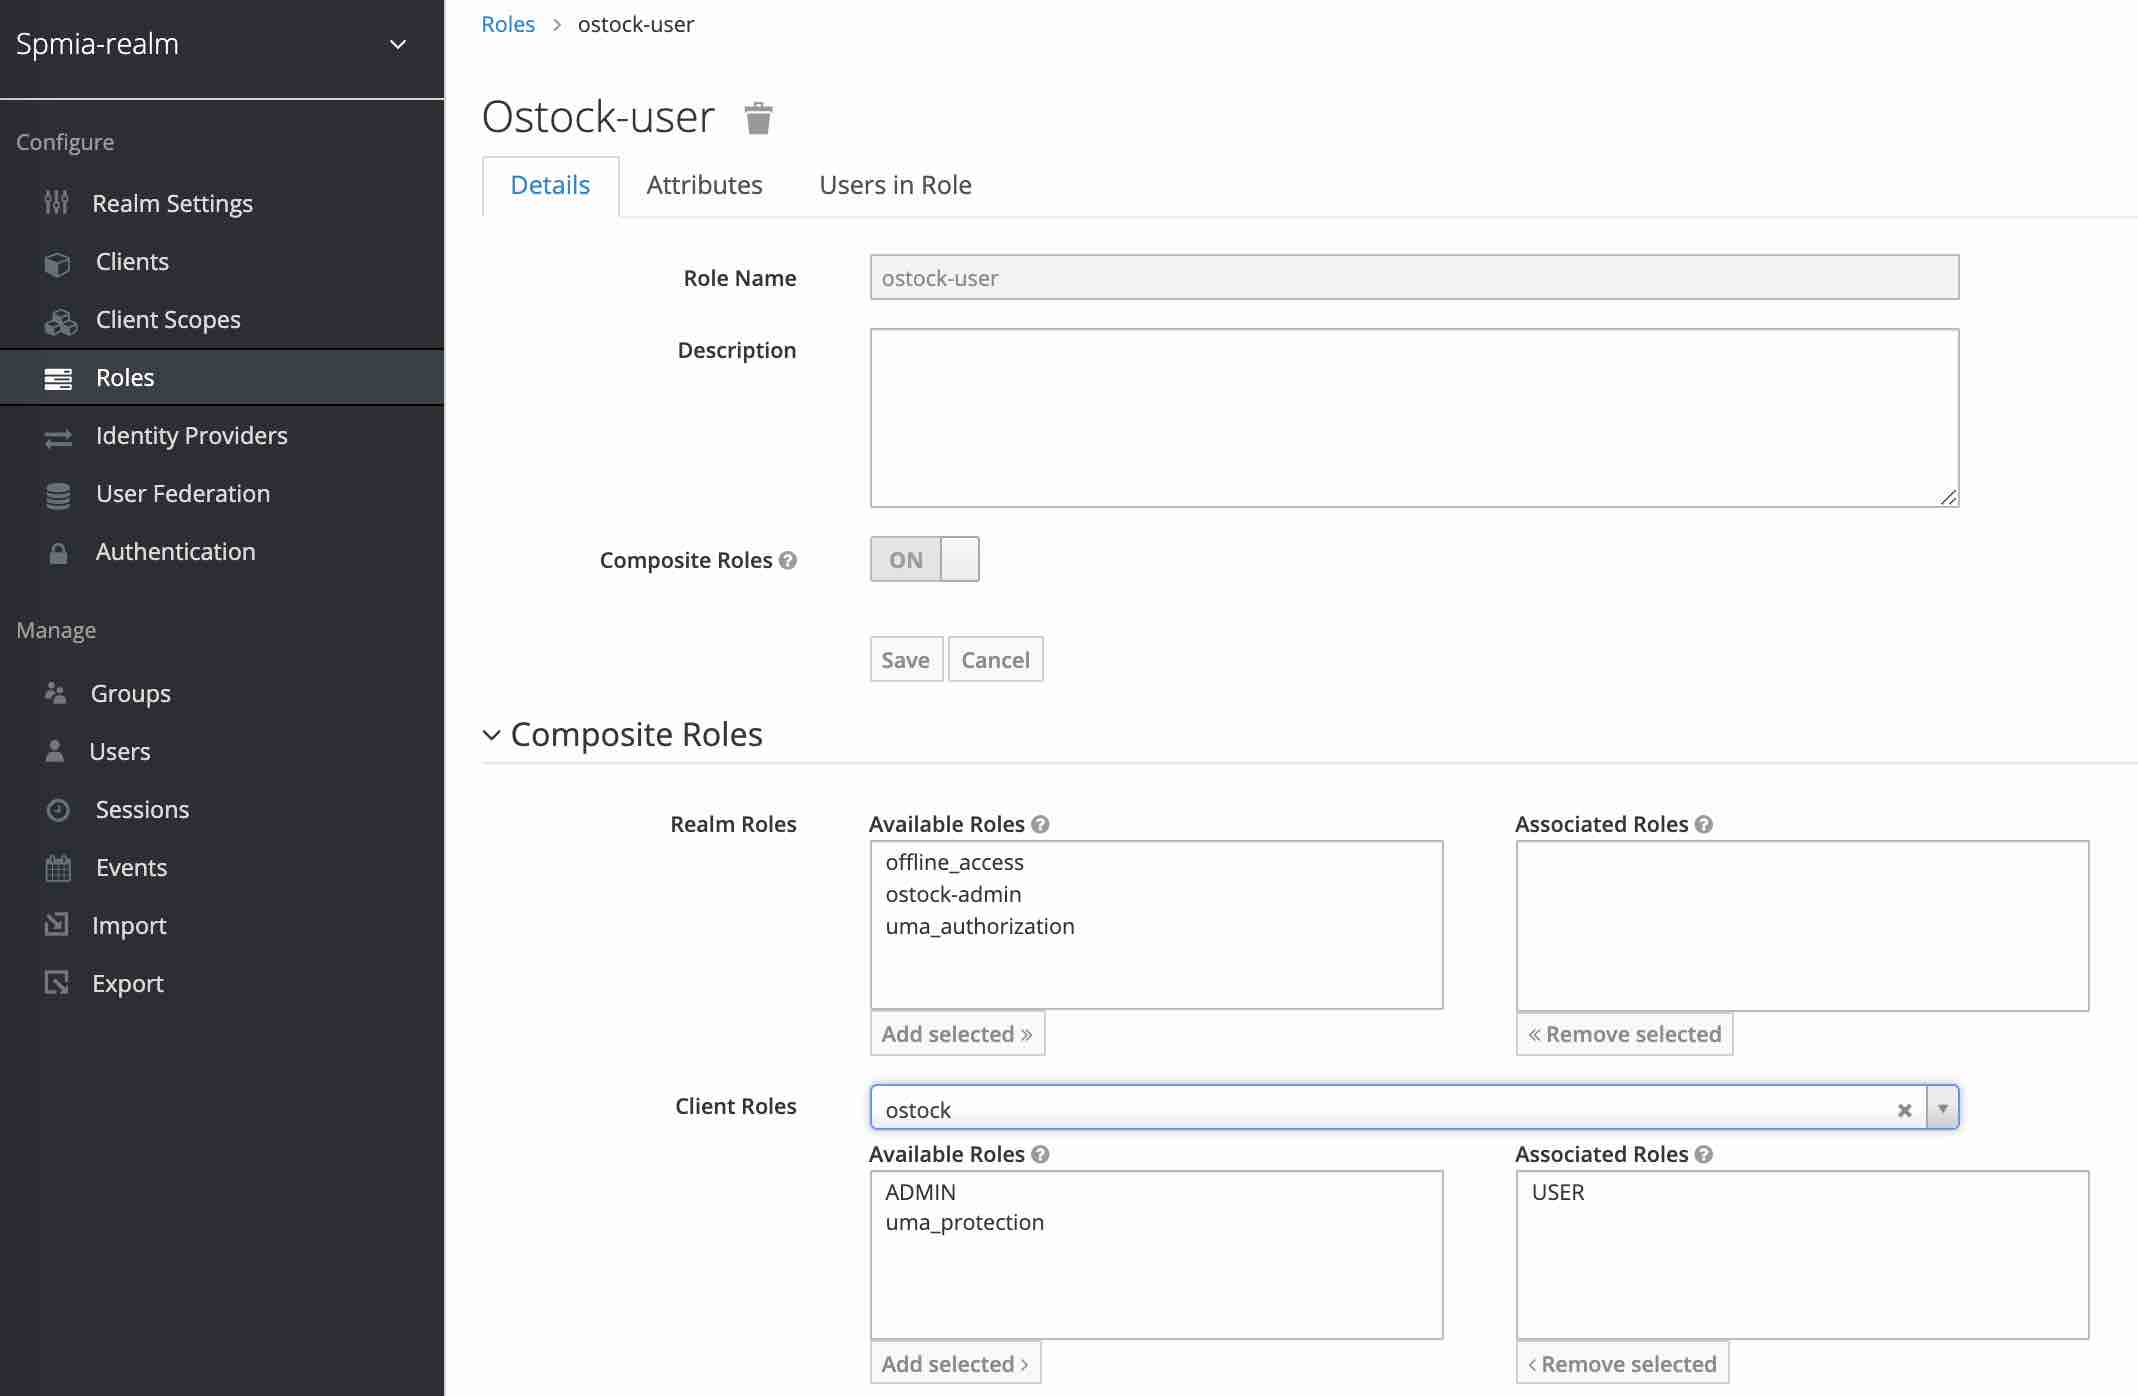 Spmia-realm
Configure
Realm Settings
Clients
Client Scopes
Roles
Identity Providers
User Federation
Authentication
Manage
Groups
Users
Sessions
Events
Import
Export
Roles > ostock-user
Ostock-user
Details Attributes Users in Role
Role Name ostock-user
Description
Composite Roles ON
Save Cancel
Composite Roles
Realm Roles Available Roles Associated Roles
offline_access
ostock-admin
uma_authorization
Add selected » « Remove selected
Client Roles ostock
Available Roles Associated Roles
ADMIN USER
uma_protection
Add selected › ‹ Remove selected